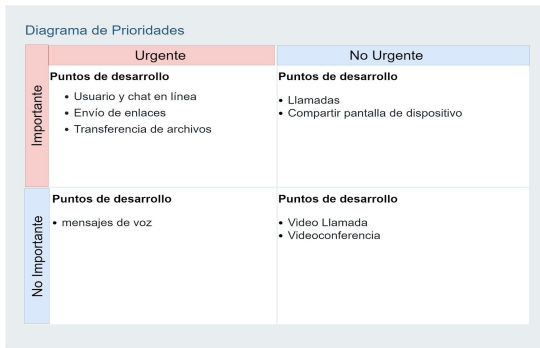 Diagrama de Prioridades
Urgente
No Urgente
Importante
Puntos de desarrollo
• Usuario y chat en línea
• Envío de enlaces
• Transferencia de archivos
Puntos de desarrollo
• Llamadas
• Compartir pantalla de dispositivo
No Importante
Puntos de desarrollo
• mensajes de voz
Puntos de desarrollo
• Video Llamada
• Videoconferencia